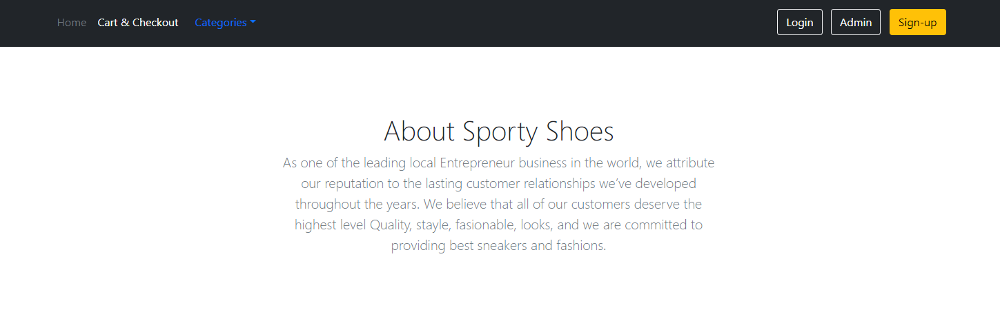 Home Cart & Checkout Categories Login Admin Sign-up
About Sporty Shoes
As one of the leading local Entrepreneur business in the world, we attribute
our reputation to the lasting customer relationships we’ve developed
throughout the years. We believe that all of our customers deserve the
highest level Quality, stayle, fasionable, looks, and we are committed to
providing best sneakers and fashions.